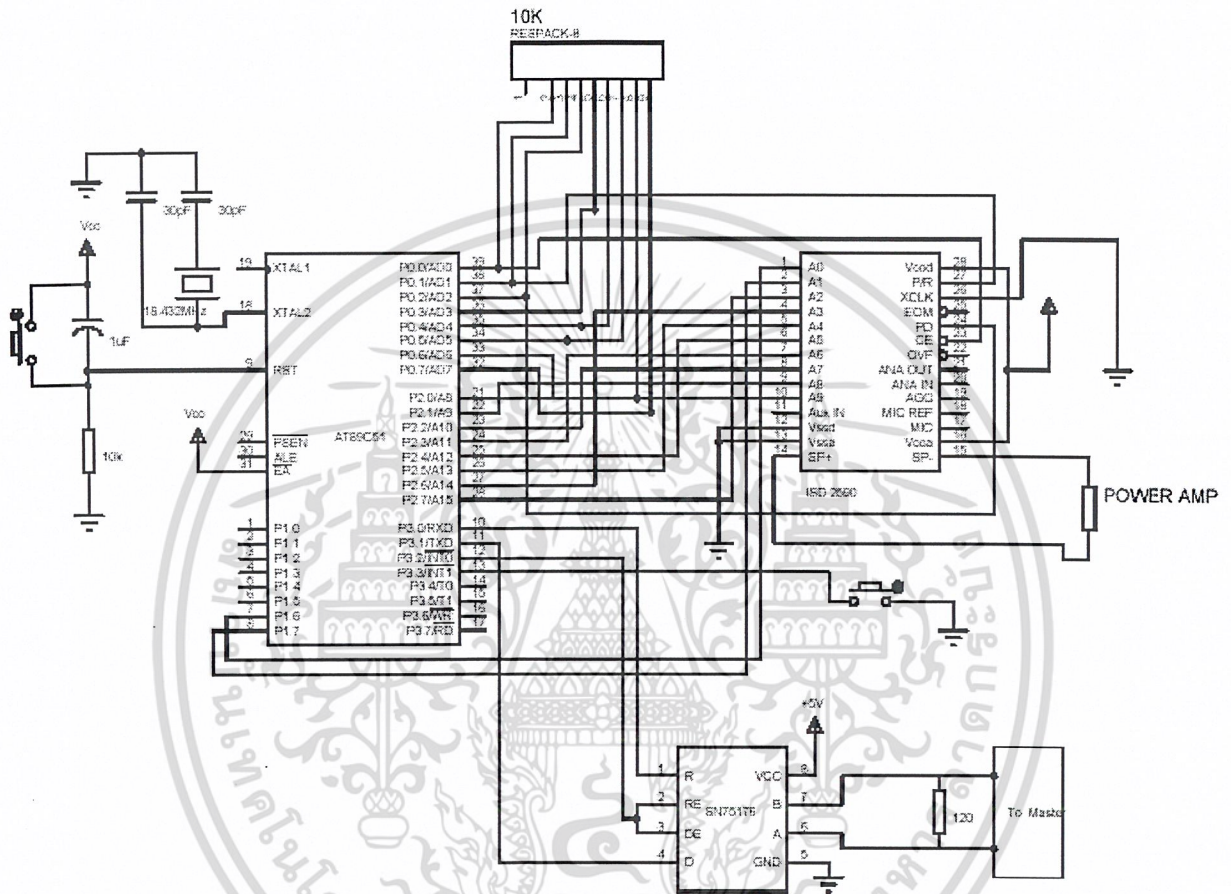 10K
RESPACK-8
30pF
30pF
Vcc
18.432MHz
1uF
10k
Vcc
19 XTAL1
18 XTAL2
9 RST
29 PSEN
30 ALE
31 EA
1 P1.0
2 P1.1
3 P1.2
4 P1.3
5 P1.4
6 P1.5
7 P1.6
8 P1.7
AT89C51
P0.0/AD0 39
P0.1/AD1 38
P0.2/AD2 37
P0.3/AD3
P0.4/AD4 35
P0.5/AD5 34
P0.6/AD6 33
P0.7/AD7 32
P2.0/A8 21
P2.1/A9 22
P2.2/A10 23
P2.3/A11 24
P2.4/A12 25
P2.5/A13 26
P2.6/A14 27
P2.7/A15 28
P3.0/RXD 10
P3.1/TXD 11
P3.2/INT0 12
P3.3/INT1 13
P3.4/T0 14
P3.5/T1 15
P3.6/WR 16
P3.7/RD 17
1 A0
2 A1
3 A2
4 A3
5 A4
6 A5
7 A6
8 A7
9 A8
10 A9
11 Aux IN
12 Vssd
13 Vssa
14 SP+
Vccd 28
P/R 27
XCLK 26
EOM 25
PD 24
CE 23
OVF 22
ANA OUT 21
ANA IN 20
AGC 19
MIC REF 18
MIC 17
Vcca 16
SP- 15
ISD 2560
POWER AMP
+5V
1 R
2 RE
3 DE
4 D
SN75176
VCC 8
B 7
A 6
GND 5
120
To Master